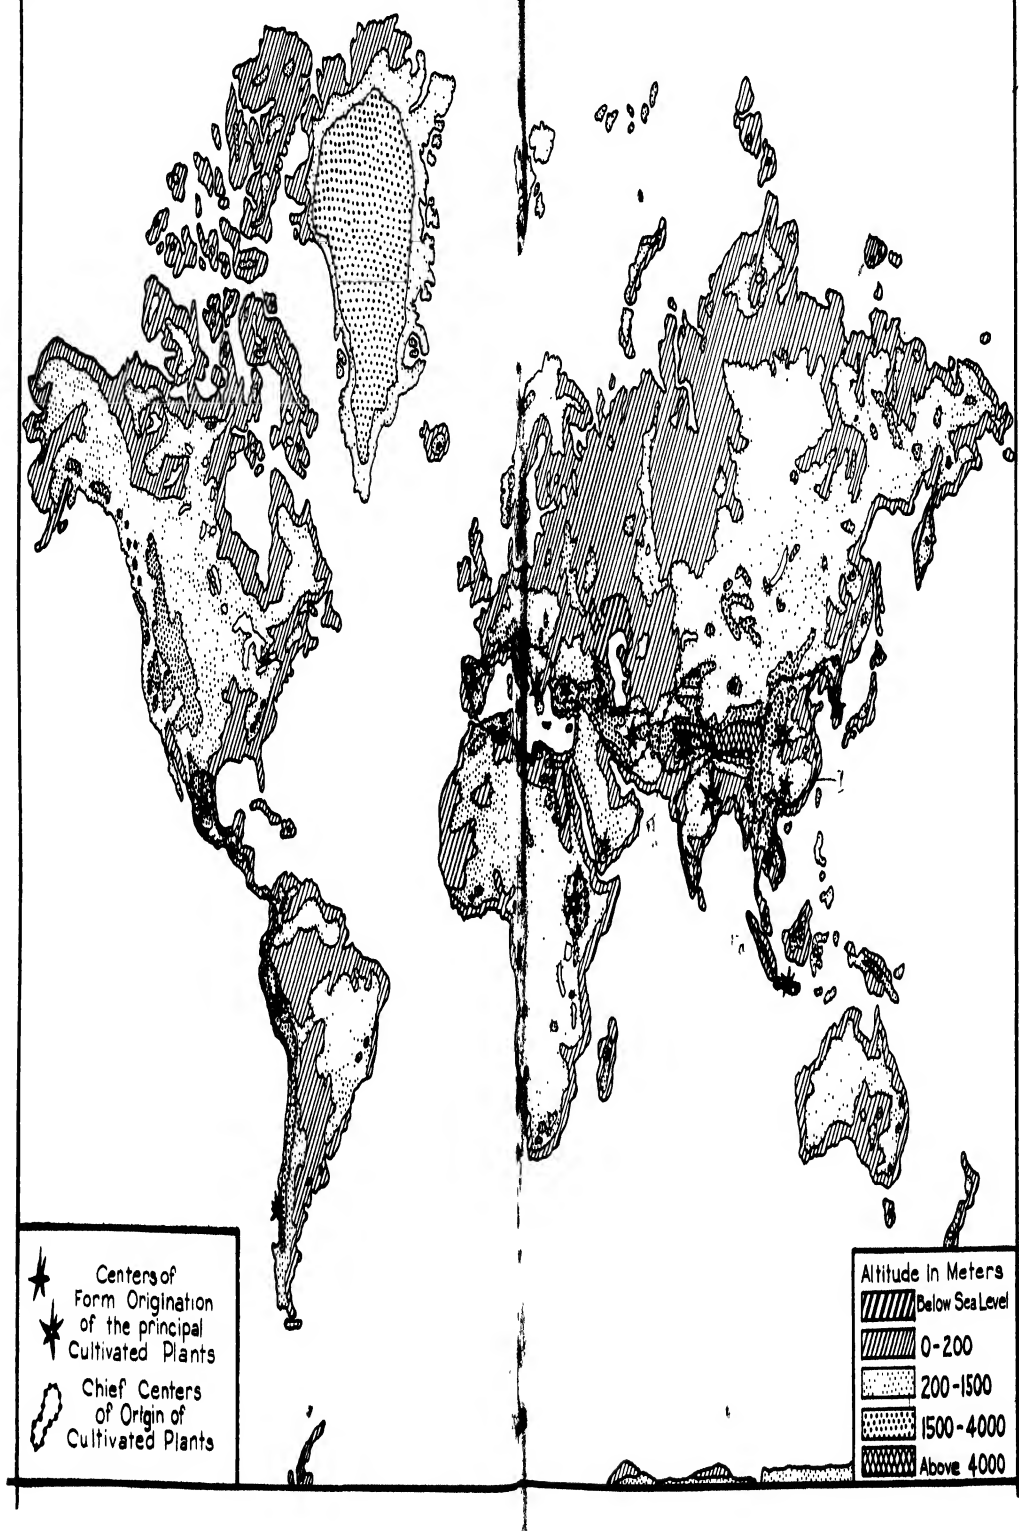 Centers of
Form Origination
of the principal
Cultivated Plants
Chief Centers
of Origin of
Cultivated Plants
Altitude In Meters
Below Sea Level
0-200
200-1500
1500-4000
Above 4000